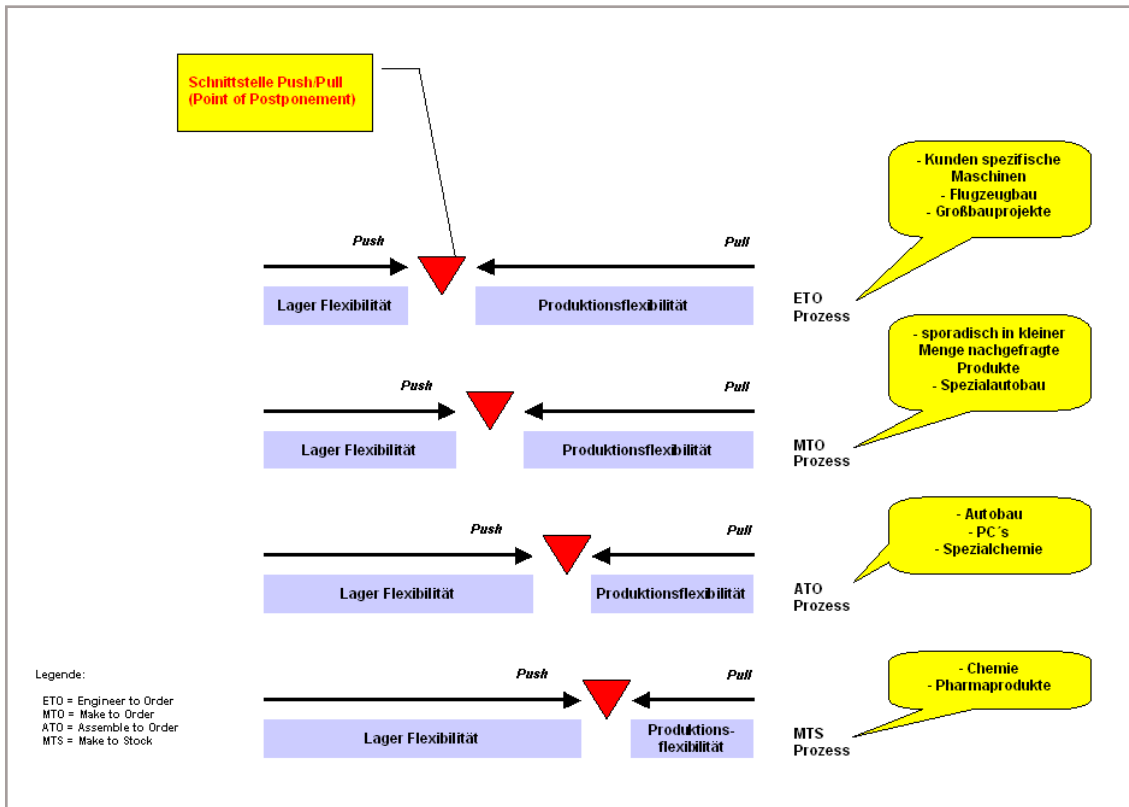 Schnittstelle Push/Pull
(Point of Postponement)
- Kunden spezifische
Maschinen
- Flugzeugbau
- Großbauprojekte
Push
Pull
Lager Flexibilität
Produktionsflexibilität
ETO
Prozess
- sporadisch in kleiner
Menge nachgefragte
Produkte
- Spezialautobau
Push
Pull
Lager Flexibilität
Produktionsflexibilität
MTO
Prozess
- Autobau
- PC´s
- Spezialchemie
Push
Pull
Lager Flexibilität
Produktionsflexibilität
ATO
Prozess
- Chemie
- Pharmaprodukte
Push
Pull
Lager Flexibilität
Produktions-
flexibilität
MTS
Prozess
Legende:
ETO = Engineer to Order
MTO = Make to Order
ATO = Assemble to Order
MTS = Make to Stock